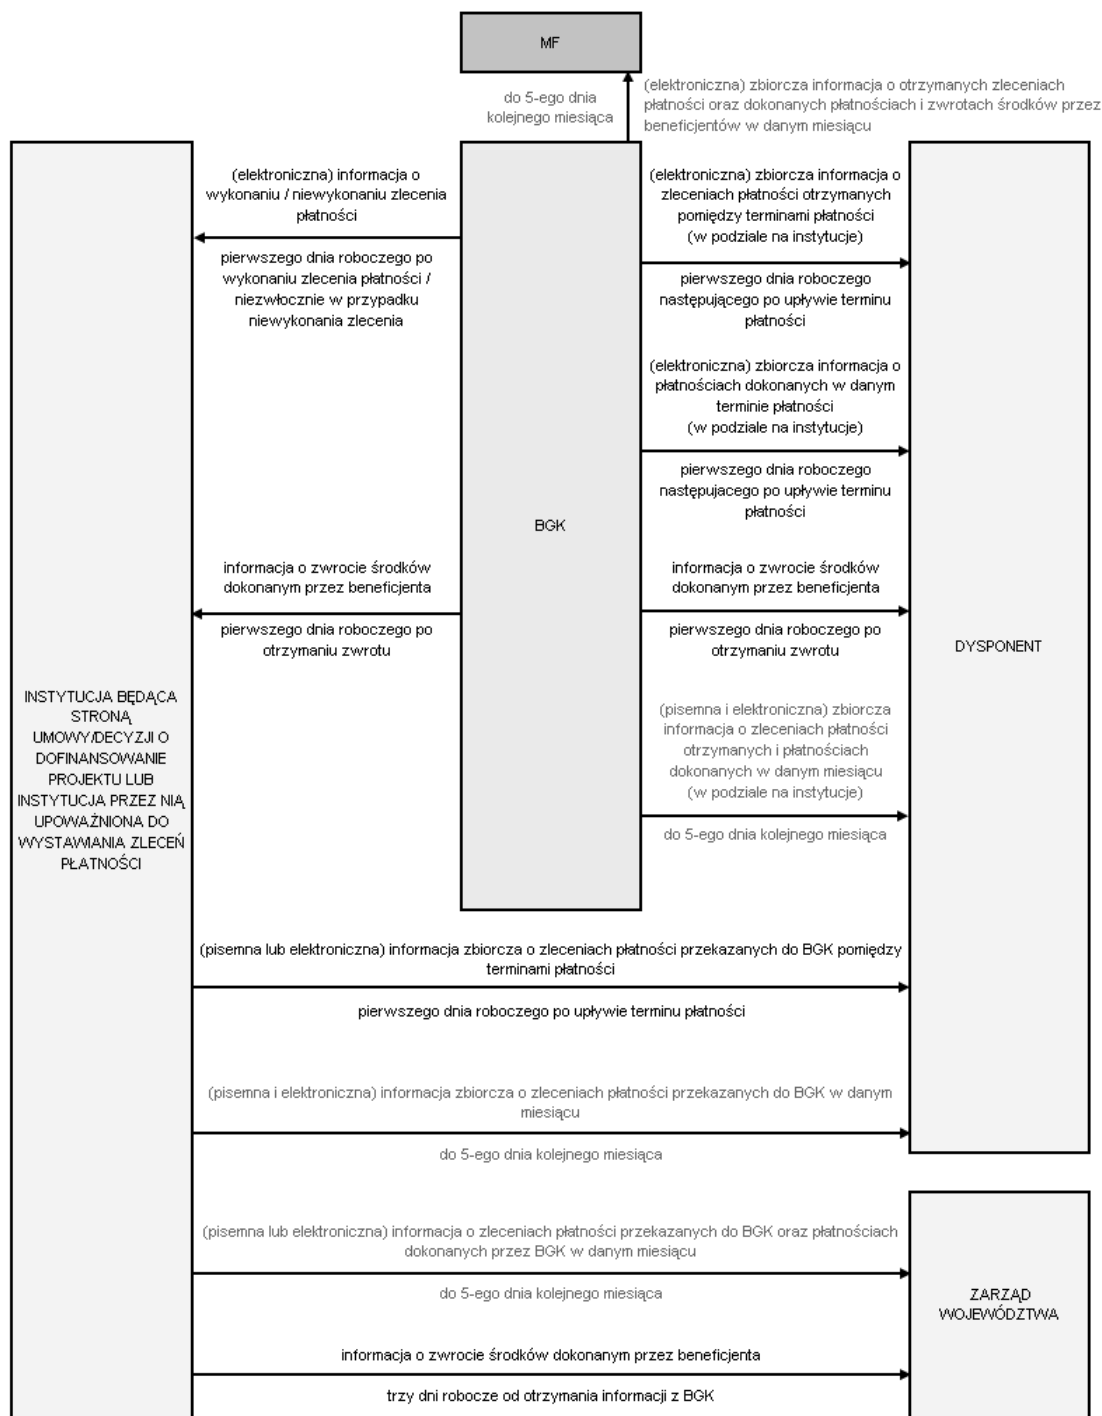 MF
do 5-ego dnia
kolejnego miesiąca
(elektroniczna) zbiorcza informacja o otrzymanych zleceniach
płatności oraz dokonanych płatnościach i zwrotach środków przez
beneficjentów w danym miesiącu
(elektroniczna) informacja o
wykonaniu / niewykonaniu zlecenia
płatności
pierwszego dnia roboczego po
wykonaniu zlecenia płatności /
niezwłocznie w przypadku
niewykonania zlecenia
(elektroniczna) zbiorcza informacja o
zleceniach płatności otrzymanych
pomiędzy terminami płatności
(w podziale na instytucje)
pierwszego dnia roboczego
następującego po upływie terminu
płatności
(elektroniczna) zbiorcza informacja o
płatnościach dokonanych w danym
terminie płatności
(w podziale na instytucje)
pierwszego dnia roboczego
następujacego po upływie terminu
płatności
BGK
informacja o zwrocie środków
dokonanym przez beneficjenta
pierwszego dnia roboczego po
otrzymaniu zwrotu
informacja o zwrocie środków
dokonanym przez beneficjenta
pierwszego dnia roboczego po
otrzymaniu zwrotu
DYSPONENT
INSTYTUCJA BĘDĄCA
STRONĄ
UMOWY/DECYZJI O
DOFINANSOWANIE
PROJEKTU LUB
INSTYTUCJA PRZEZ NIĄ
UPOWAŻNIONA DO
WYSTAWIANIA ZLECEŃ
PŁATNOŚCI
(pisemna i elektroniczna) zbiorcza
informacja o zleceniach płatności
otrzymanych i płatnościach
dokonanych w danym miesiącu
(w podziale na instytucje)
do 5-ego dnia kolejnego miesiąca
(pisemna lub elektroniczna) informacja zbiorcza o zleceniach płatności przekazanych do BGK pomiędzy
terminami płatności
pierwszego dnia roboczego po upływie terminu płatności
(pisemna i elektroniczna) informacja zbiorcza o zleceniach płatności przekazanych do BGK w danym
miesiącu
do 5-ego dnia kolejnego miesiąca
(pisemna lub elektroniczna) informacja o zleceniach płatności przekazanych do BGK oraz płatnościach
dokonanych przez BGK w danym miesiącu
do 5-ego dnia kolejnego miesiąca
ZARZĄD
WOJEWÓDZTWA
informacja o zwrocie środków dokonanym przez beneficjenta
trzy dni robocze od otrzymania informacji z BGK